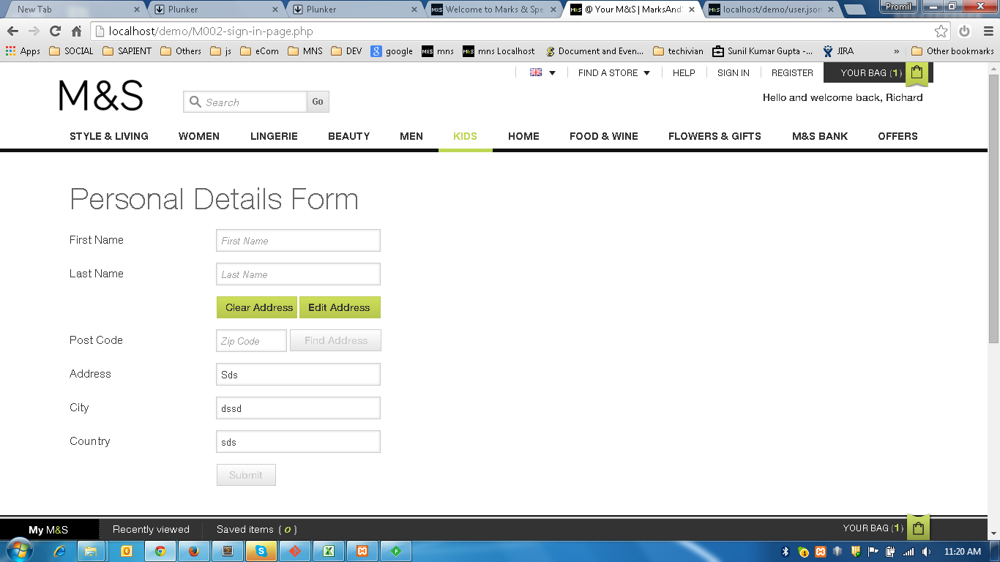 New Tab
Plunker
Plunker
Welcome to Marks & Spe
@ Your M&S | MarksAnd
localhost/demo/user.json
Promil
localhost/demo/M002-sign-in-page.php
Apps
SOCIAL
SAPIENT
Others
js
eCom
MNS
DEV
google
mns
mns Localhost
Document and Even...
techivian
Sunil Kumar Gupta -...
JIRA
»
Other bookmarks
FIND A STORE
HELP
SIGN IN
REGISTER
YOUR BAG (1)
M&S
Search
Go
Hello and welcome back, Richard
STYLE & LIVING
WOMEN
LINGERIE
BEAUTY
MEN
KIDS
HOME
FOOD & WINE
FLOWERS & GIFTS
M&S BANK
OFFERS
Personal Details Form
First Name
First Name
Last Name
Last Name
Clear Address
Edit Address
Post Code
Zip Code
Find Address
Address
Sds
City
dssd
Country
sds
Submit
My M&S
Recently viewed
Saved items ( 0 )
YOUR BAG (1)
11:20 AM